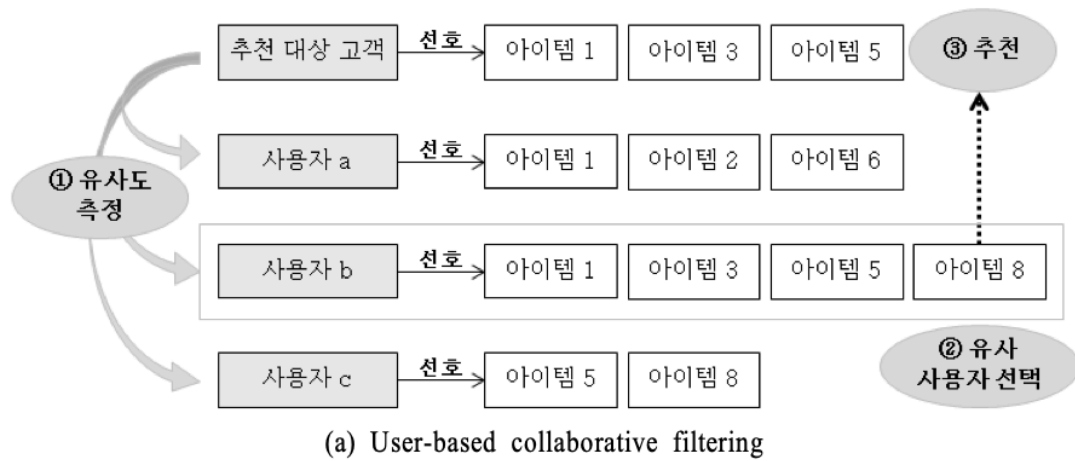 추천 대상 고객 선호 아이템 1 아이템 3 아이템 5 ③ 추천
사용자 a 선호 아이템 1 아이템 2 아이템 6
① 유사도
측정
사용자 b 선호 아이템 1 아이템 3 아이템 5 아이템 8
② 유사
사용자 선택
사용자 c 선호 아이템 5 아이템 8
(a) User-based collaborative filtering